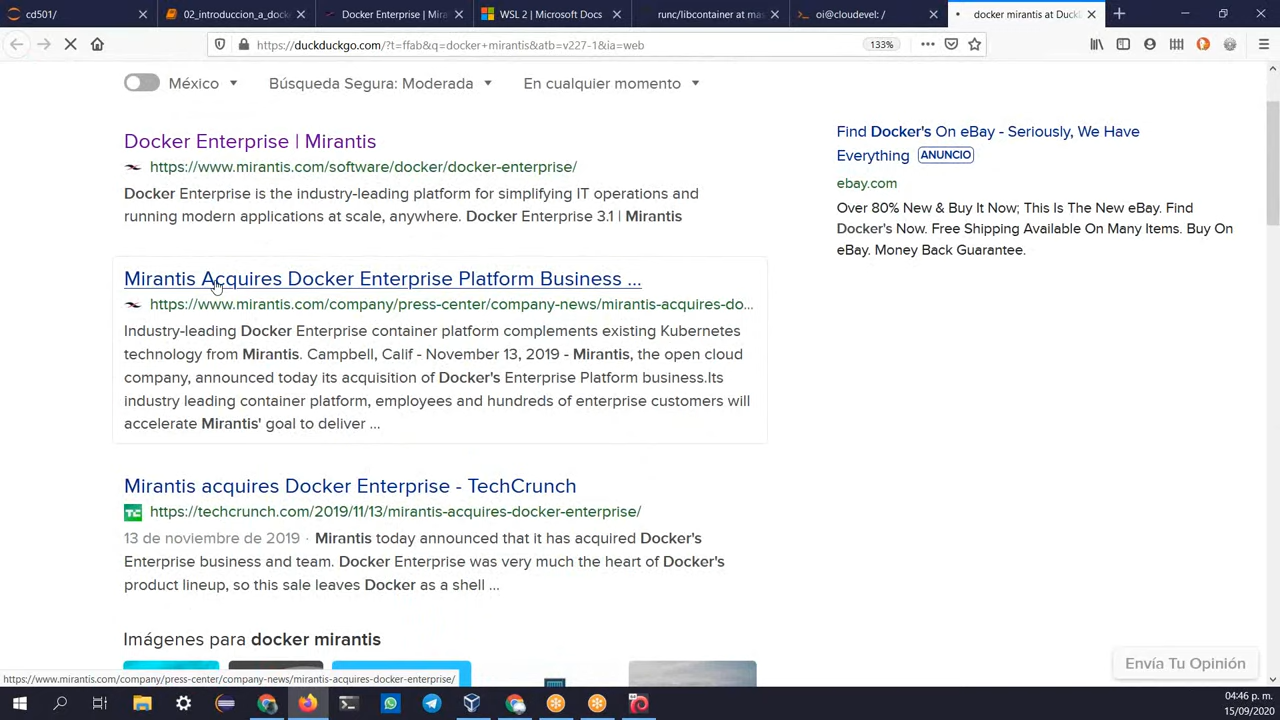 cd501/
02_introduccion_a_docke
Docker Enterprise | Mira
WSL 2 | Microsoft Docs
runc/libcontainer at mas
oi@cloudevel: /
docker mirantis at Duck
https://duckduckgo.com/?t=ffab&q=docker+mirantis&atb=v227-1&ia=web
133%
México
Búsqueda Segura: Moderada
En cualquier momento
Docker Enterprise | Mirantis
https://www.mirantis.com/software/docker/docker-enterprise/
Docker Enterprise is the industry-leading platform for simplifying IT operations and
running modern applications at scale, anywhere. Docker Enterprise 3.1 | Mirantis
Mirantis Acquires Docker Enterprise Platform Business ...
https://www.mirantis.com/company/press-center/company-news/mirantis-acquires-do...
Industry-leading Docker Enterprise container platform complements existing Kubernetes
technology from Mirantis. Campbell, Calif - November 13, 2019 - Mirantis, the open cloud
company, announced today its acquisition of Docker's Enterprise Platform business.Its
industry leading container platform, employees and hundreds of enterprise customers will
accelerate Mirantis' goal to deliver ...
Mirantis acquires Docker Enterprise - TechCrunch
TC https://techcrunch.com/2019/11/13/mirantis-acquires-docker-enterprise/
13 de noviembre de 2019 · Mirantis today announced that it has acquired Docker's
Enterprise business and team. Docker Enterprise was very much the heart of Docker's
product lineup, so this sale leaves Docker as a shell ...
Imágenes para docker mirantis
Find Docker's On eBay - Seriously, We Have
Everything ANUNCIO
ebay.com
Over 80% New & Buy It Now; This Is The New eBay. Find
Docker's Now. Free Shipping Available On Many Items. Buy On
eBay. Money Back Guarantee.
Envía Tu Opinión
https://www.mirantis.com/company/press-center/company-news/mirantis-acquires-docker-enterprise/
04:46 p. m.
15/09/2020